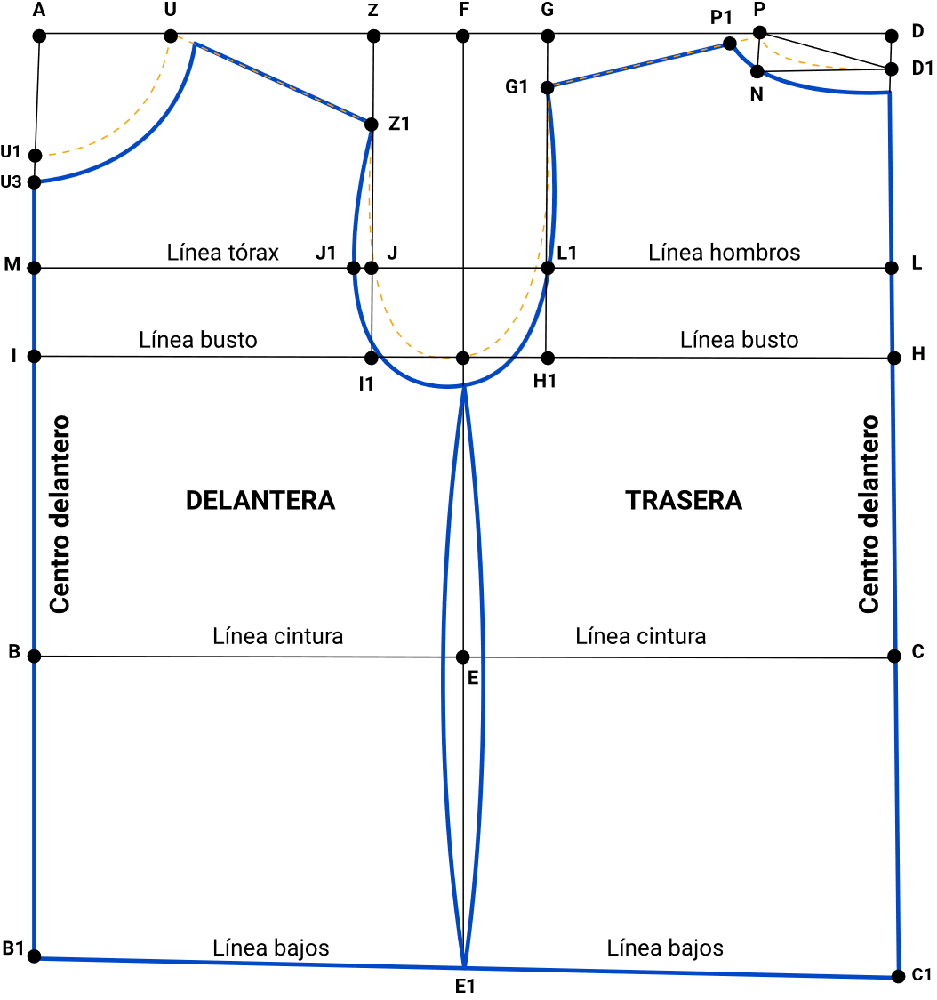 A U Z F G P1 P D
G1 D1
N
Z1
U1
U3
Línea tórax J1 J L1 Línea hombros
M L
Línea busto Línea busto
I H
I1 H1
Centro delantero
DELANTERA TRASERA
Centro delantero
Línea cintura Línea cintura
B C
E
Línea bajos Línea bajos
B1 C1
E1